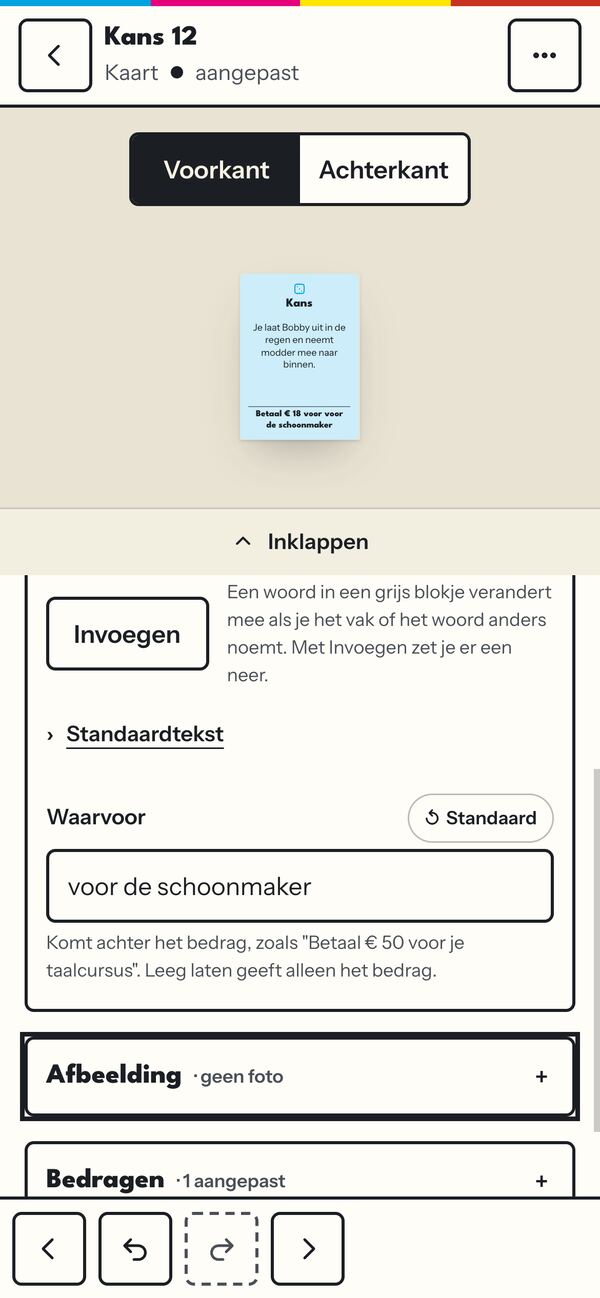 Kans 12
Kaart ● aangepast
Voorkant
Achterkant
Kans
Je laat Bobby uit in de
regen en neemt
modder mee naar
binnen.
Betaal € 18 voor voor
de schoonmaker
Inklappen
Een woord in een grijs blokje verandert
mee als je het vak of het woord anders
noemt. Met Invoegen zet je er een
neer.
Invoegen
› Standaardtekst
Waarvoor
Standaard
voor de schoonmaker
Komt achter het bedrag, zoals "Betaal € 50 voor je
taalcursus". Leeg laten geeft alleen het bedrag.
Afbeelding · geen foto +
Bedragen · 1 aangepast +